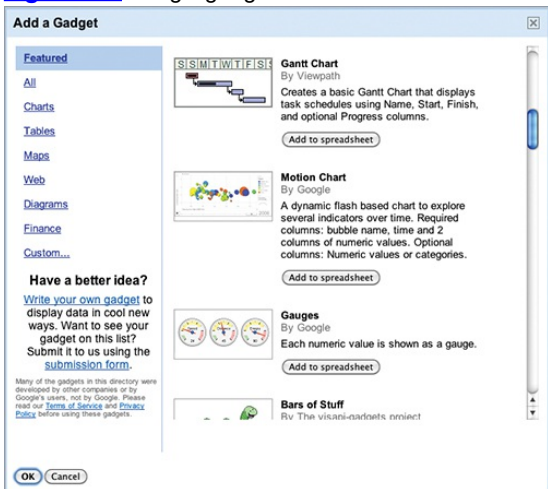 Add a Gadget
Featured
All
Charts
Tables
Maps
Web
Diagrams
Finance
Custom...
Have a better idea?
Write your own gadget to
display data in cool new
ways. Want to see your
gadget on this list?
Submit it to us using the
submission form.
Many of the gadgets in this directory were
developed by other companies or by
Google's users, not by Google. Please
read our Terms of Service and Privacy
Policy before using these gadgets.
S S M T W T F S
Gantt Chart
By Viewpath
Creates a basic Gantt Chart that displays
task schedules using Name, Start, Finish,
and optional Progress columns.
Add to spreadsheet
Motion Chart
By Google
A dynamic flash based chart to explore
several indicators over time. Required
columns: bubble name, time and 2
columns of numeric values. Optional
columns: Numeric values or categories.
Add to spreadsheet
Gauges
By Google
Each numeric value is shown as a gauge.
Add to spreadsheet
Bars of Stuff
By The visapi-gadgets project
OK
Cancel